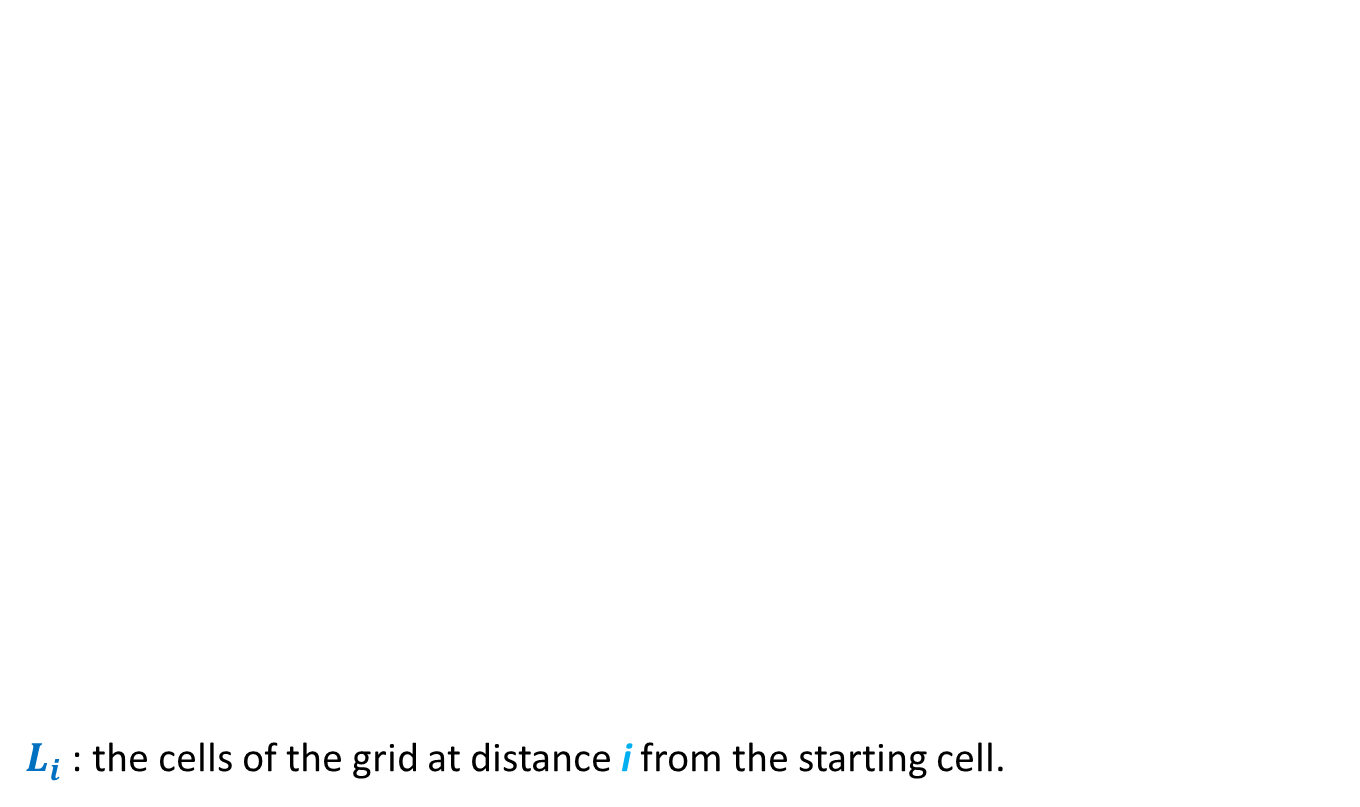 L_i : the cells of the grid at distance i from the starting cell.